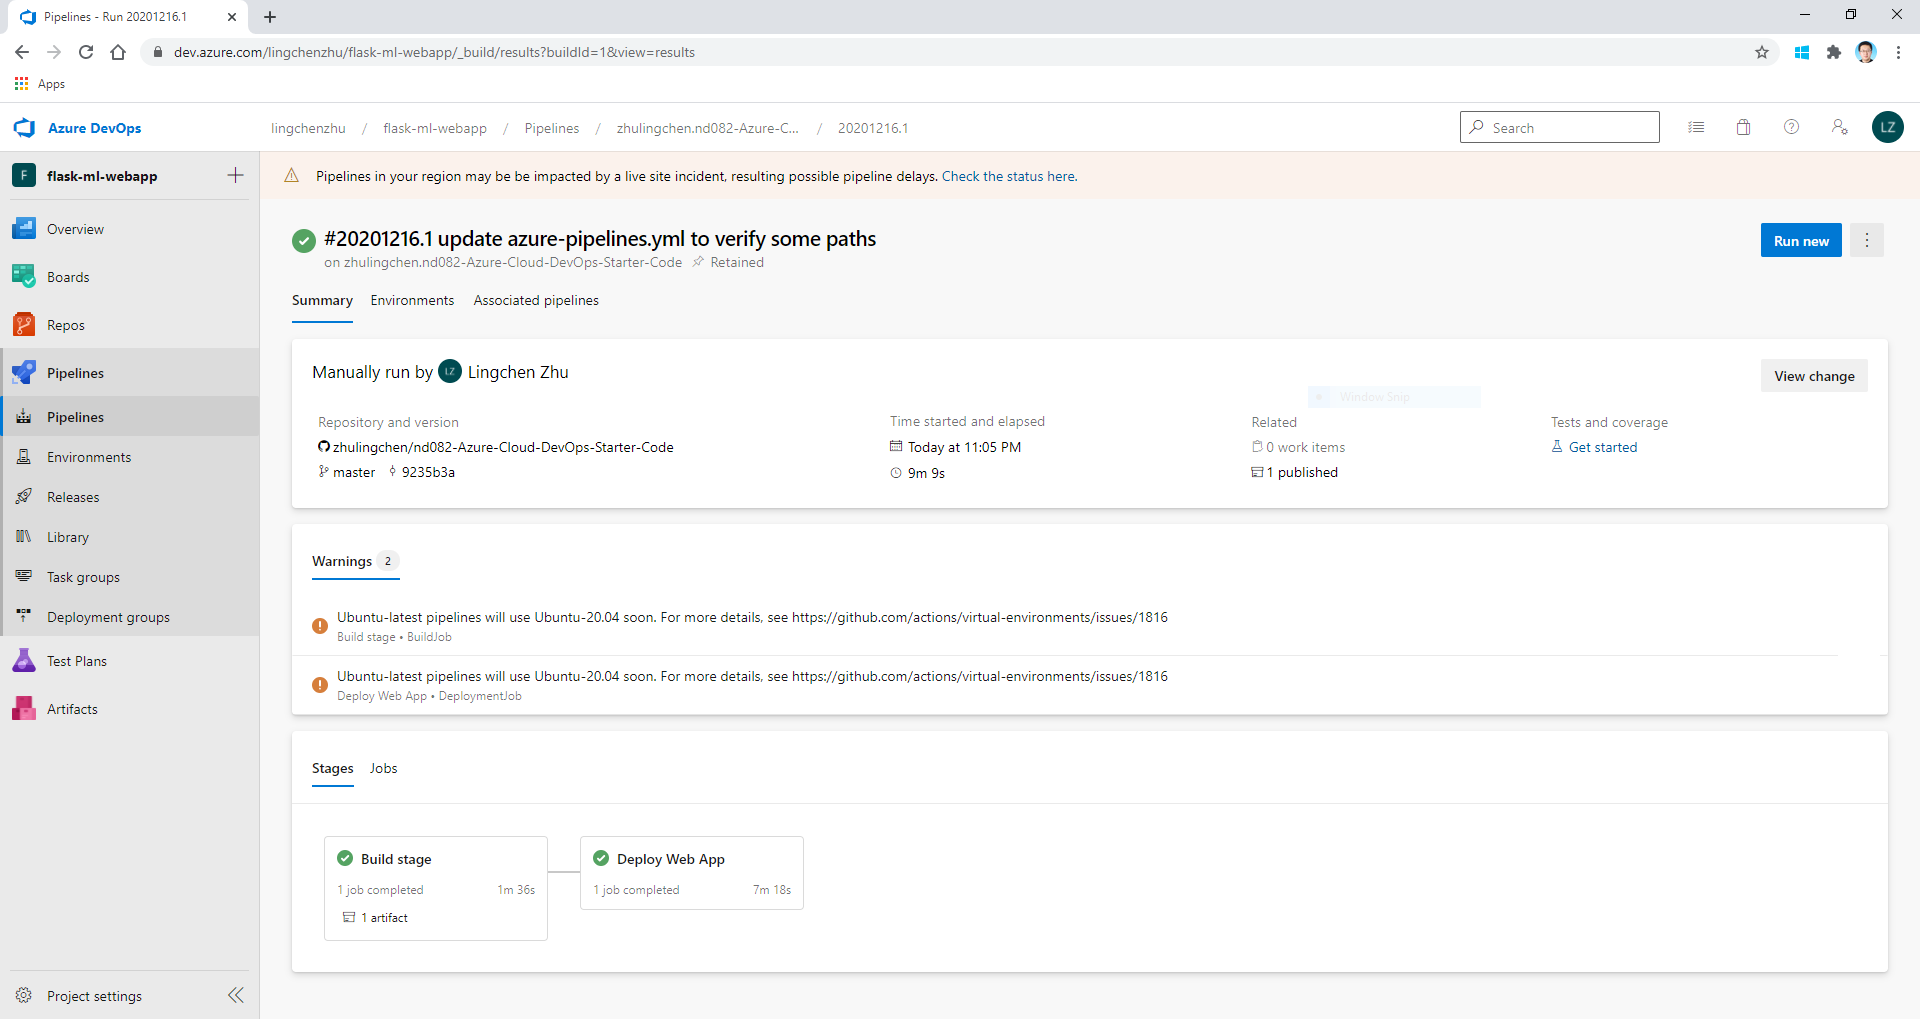 Pipelines - Run 20201216.1
dev.azure.com/lingchenzhu/flask-ml-webapp/_build/results?buildId=1&view=results
Apps
Azure DevOps
lingchenzhu / flask-ml-webapp / Pipelines / zhulingchen.nd082-Azure-C... / 20201216.1
Search
LZ
F flask-ml-webapp
Pipelines in your region may be be impacted by a live site incident, resulting possible pipeline delays. Check the status here.
Overview
Boards
Repos
Pipelines
Pipelines
Environments
Releases
Library
Task groups
Deployment groups
Test Plans
Artifacts
Project settings
#20201216.1 update azure-pipelines.yml to verify some paths
on zhulingchen.nd082-Azure-Cloud-DevOps-Starter-Code Retained
Run new
Summary Environments Associated pipelines
Manually run by LZ Lingchen Zhu
View change
Window Snip
Repository and version
zhulingchen/nd082-Azure-Cloud-DevOps-Starter-Code
master 9235b3a
Time started and elapsed
Today at 11:05 PM
9m 9s
Related
0 work items
1 published
Tests and coverage
Get started
Warnings 2
Ubuntu-latest pipelines will use Ubuntu-20.04 soon. For more details, see https://github.com/actions/virtual-environments/issues/1816
Build stage • BuildJob
Ubuntu-latest pipelines will use Ubuntu-20.04 soon. For more details, see https://github.com/actions/virtual-environments/issues/1816
Deploy Web App • DeploymentJob
Stages Jobs
Build stage
1 job completed 1m 36s
1 artifact
Deploy Web App
1 job completed 7m 18s